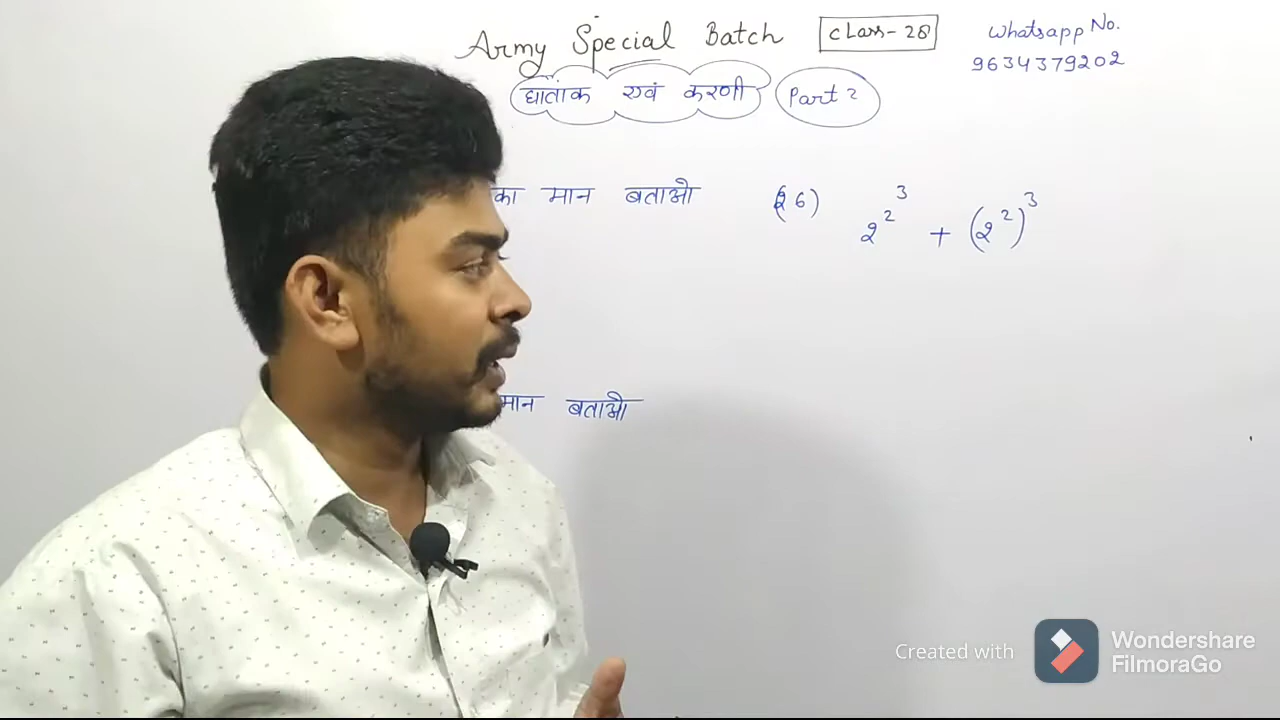 Army Special Batch class-28
Whatsapp No.
9634379202
घातांक एवं करणी Part 2
का मान बताओ
(26) 2^2^3 + (2^2)^3
मान बताओ
Created with Wondershare FilmoraGo